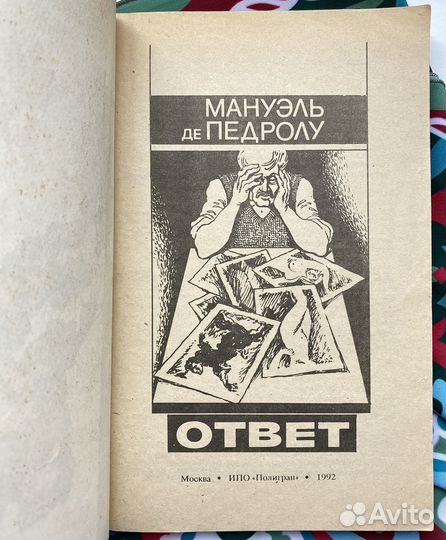 МАНУЭЛЬ
ДЕ ПЕДРОЛУ
ОТВЕТ
Москва • ИПО «Полигран» • 1992
Avito